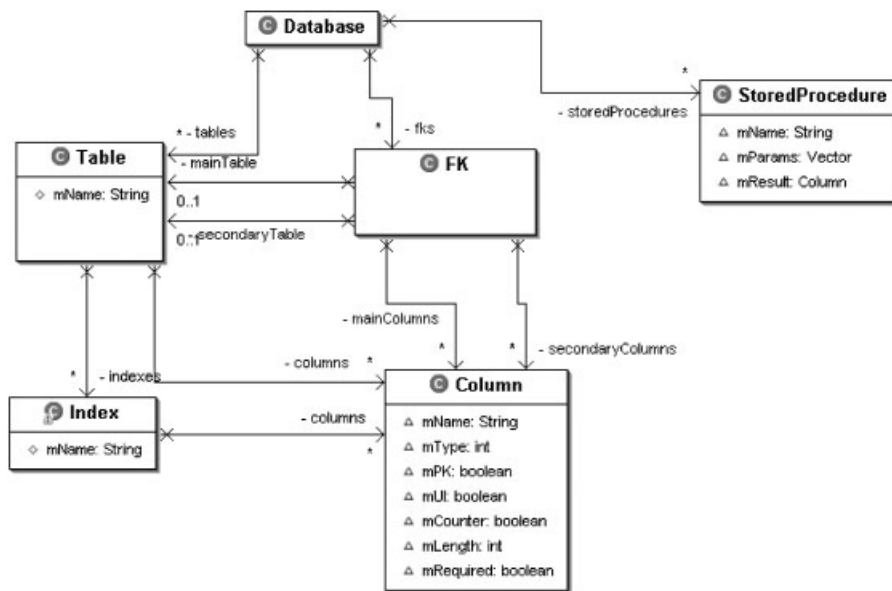 C Database
*
- storedProcedures
C StoredProcedure
mName: String
mParams: Vector
mResult: Column
* - tables
* - fks
C Table
mName: String
- mainTable
0..1
- secondaryTable
0..1
C FK
- mainColumns
*
- secondaryColumns
*
- columns *
* - indexes
C Index
mName: String
- columns
*
C Column
mName: String
mType: int
mPK: boolean
mUI: boolean
mCounter: boolean
mLength: int
mRequired: boolean